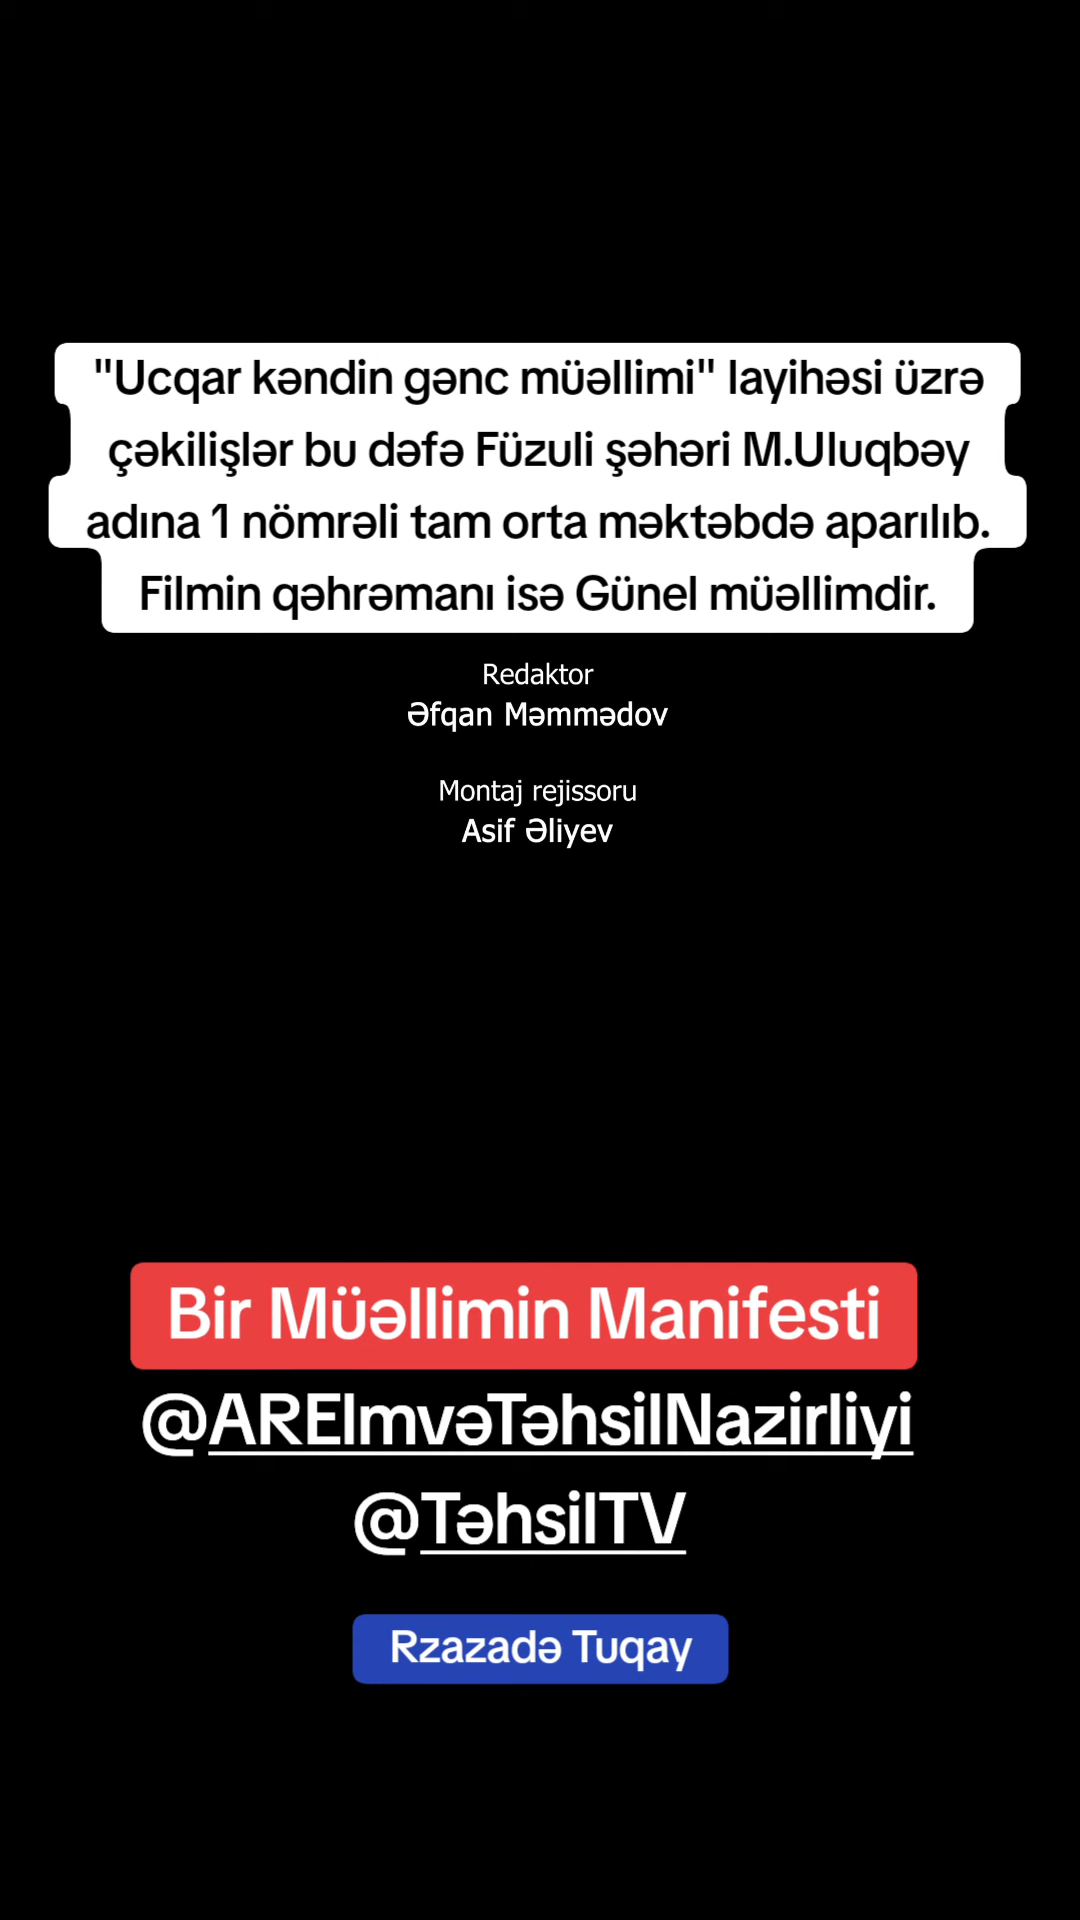 "Ucqar kəndin gənc müəllimi" layihəsi üzrə
çəkilişlər bu dəfə Füzuli şəhəri M.Uluqbəy
adına 1 nömrəli tam orta məktəbdə aparılıb.
Filmin qəhrəmanı isə Günel müəllimdir.
Redaktor
Əfqan Məmmədov
Montaj rejissoru
Asif Əliyev
Bir Müəllimin Manifesti
@ARElmvəTəhsilNazirliyi
@TəhsilTV
Rzazadə Tuqay